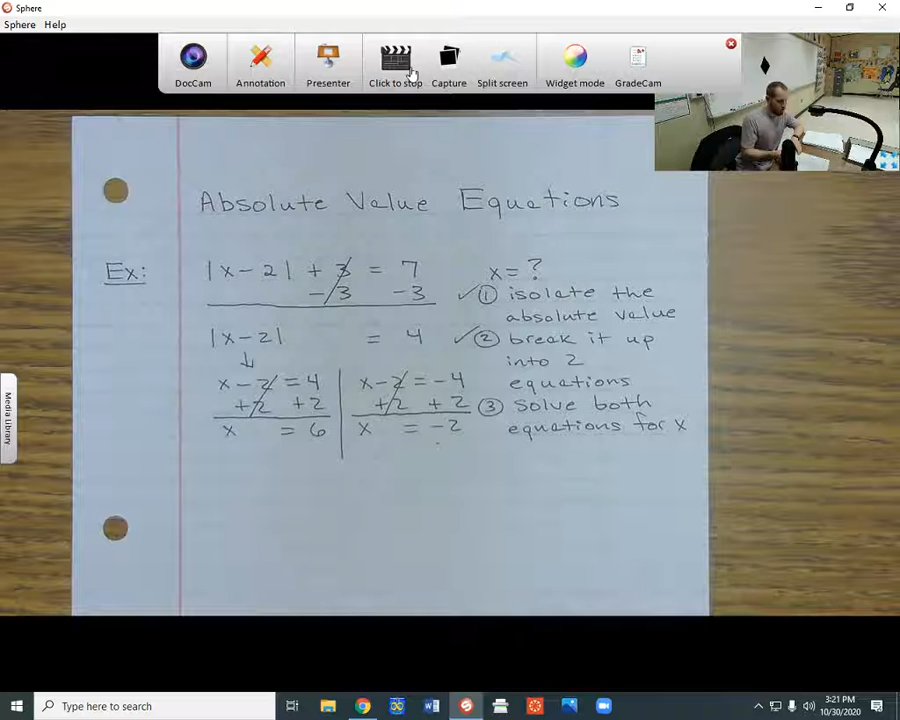 Sphere
Sphere Help
DocCam Annotation Presenter Click to stop Capture Split screen Widget mode GradeCam
Media Library
Absolute Value Equations
Ex: |x-2| + 3 = 7 x = ?
-3 -3 ✓ ① isolate the
absolute value
|x-2| = 4 ✓ ② break it up
into 2
x-2 = 4 x-2 = -4 equations
+2 +2 +2 +2 ③ solve both
x = 6 x = -2 equations for x
Type here to search
3:21 PM
10/30/2020